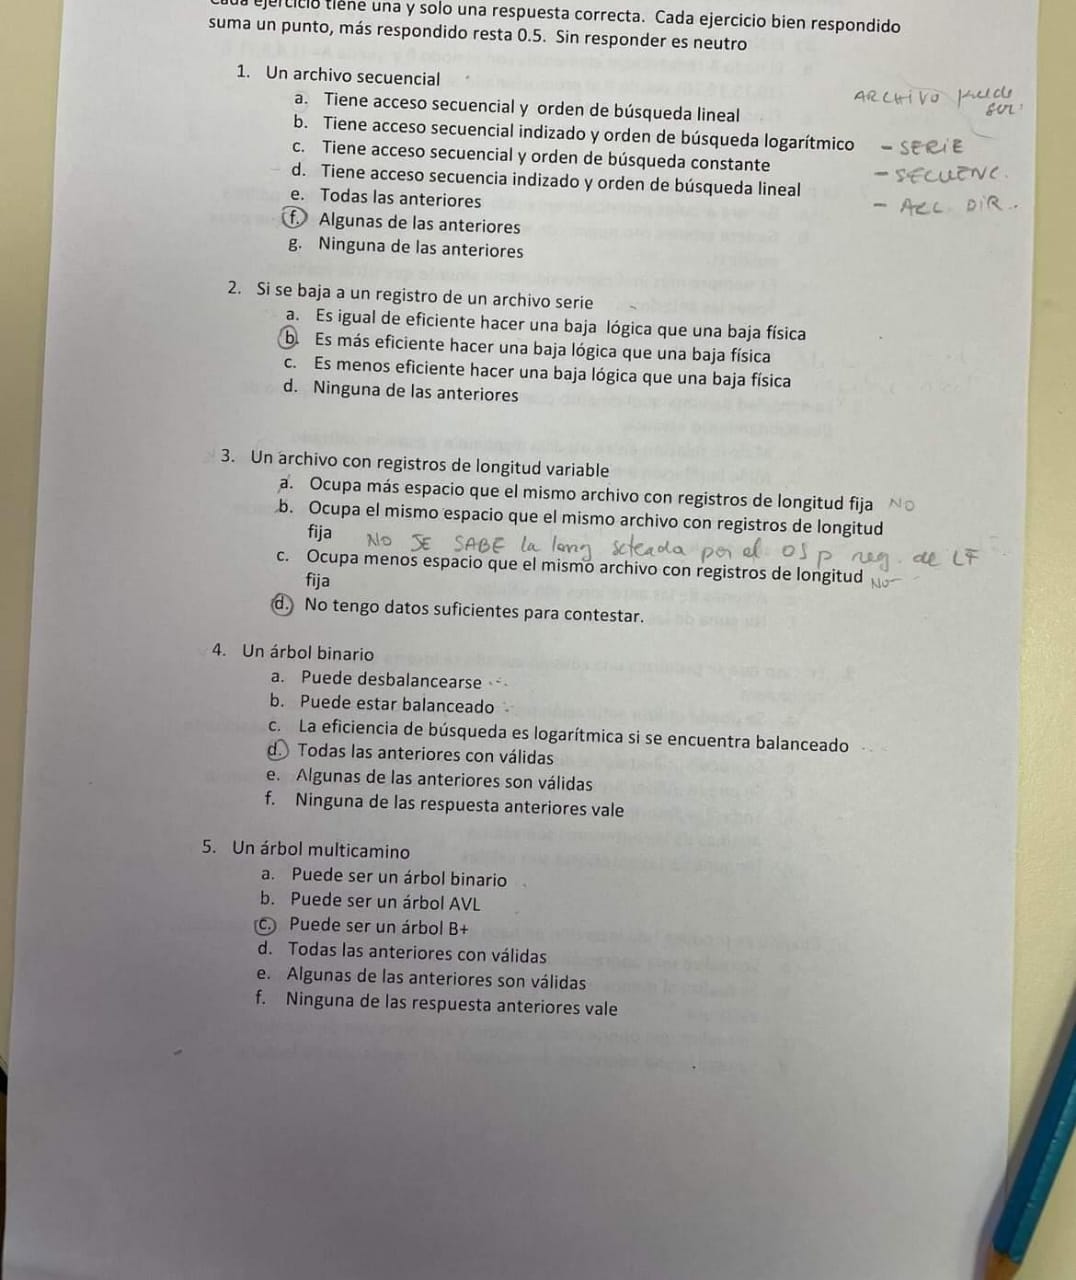 Cada ejercicio tiene una y solo una respuesta correcta. Cada ejercicio bien respondido
suma un punto, más respondido resta 0.5. Sin responder es neutro
1. Un archivo secuencial
a. Tiene acceso secuencial y orden de búsqueda lineal
ARCHIVO puede
ser
b. Tiene acceso secuencial indizado y orden de búsqueda logarítmico
- SERIE
c. Tiene acceso secuencial y orden de búsqueda constante
- SECUENC.
d. Tiene acceso secuencia indizado y orden de búsqueda lineal
- ACC DIR.
e. Todas las anteriores
f. Algunas de las anteriores
g. Ninguna de las anteriores
2. Si se baja a un registro de un archivo serie
a. Es igual de eficiente hacer una baja lógica que una baja física
b. Es más eficiente hacer una baja lógica que una baja física
c. Es menos eficiente hacer una baja lógica que una baja física
d. Ninguna de las anteriores
3. Un archivo con registros de longitud variable
a. Ocupa más espacio que el mismo archivo con registros de longitud fija NO
b. Ocupa el mismo espacio que el mismo archivo con registros de longitud
fija NO SE SABE la long seteada por el OS p reg. de LF
c. Ocupa menos espacio que el mismo archivo con registros de longitud NO
fija
d. No tengo datos suficientes para contestar.
4. Un árbol binario
a. Puede desbalancearse
b. Puede estar balanceado
c. La eficiencia de búsqueda es logarítmica si se encuentra balanceado
d. Todas las anteriores con válidas
e. Algunas de las anteriores son válidas
f. Ninguna de las respuesta anteriores vale
5. Un árbol multicamino
a. Puede ser un árbol binario
b. Puede ser un árbol AVL
c. Puede ser un árbol B+
d. Todas las anteriores con válidas
e. Algunas de las anteriores son válidas
f. Ninguna de las respuesta anteriores vale